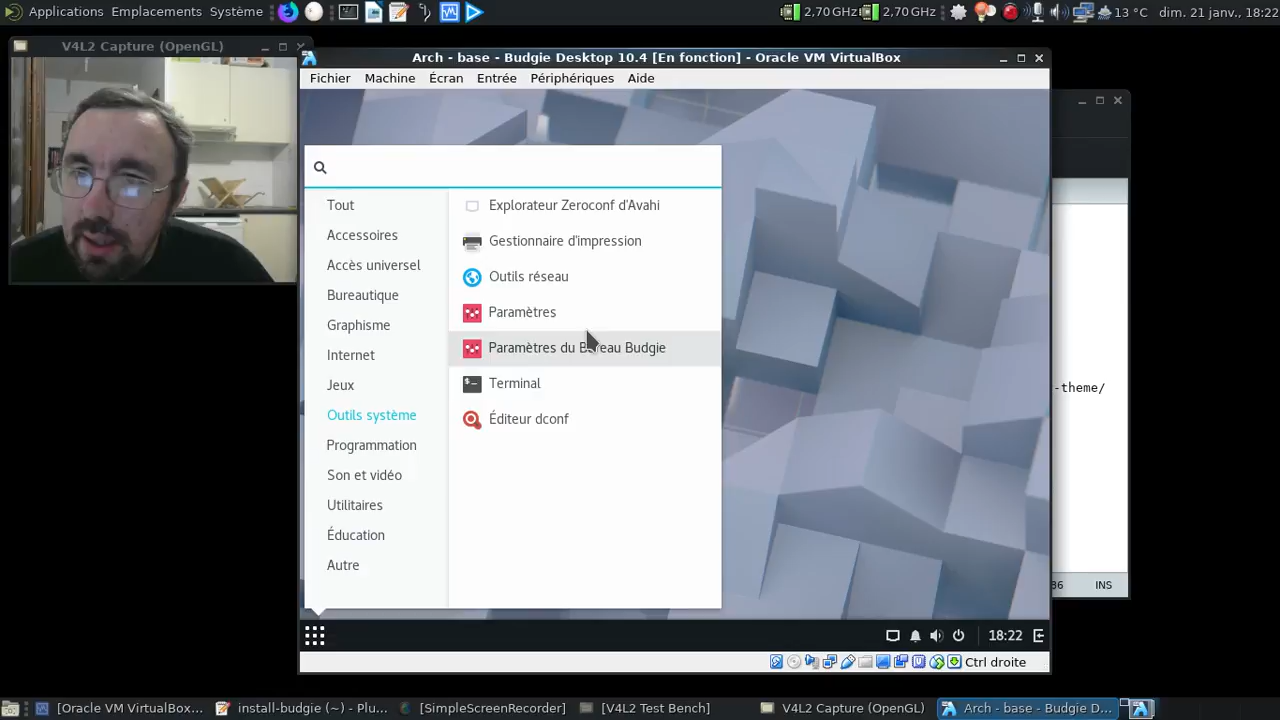 Applications Emplacements Système 2,70 GHz 2,70 GHz 13 °C dim. 21 janv., 18:22
V4L2 Capture (OpenGL)
Arch - base - Budgie Desktop 10.4 [En fonction] - Oracle VM VirtualBox
Fichier Machine Écran Entrée Périphériques Aide
Tout
Accessoires
Accès universel
Bureautique
Graphisme
Internet
Jeux
Outils système
Programmation
Son et vidéo
Utilitaires
Éducation
Autre
Explorateur Zeroconf d'Avahi
Gestionnaire d'impression
Outils réseau
Paramètres
Paramètres du Bureau Budgie
Terminal
Éditeur dconf
-theme/
86 INS
18:22
Ctrl droite
[Oracle VM VirtualBox... install-budgie (~) - Plu... [SimpleScreenRecorder] [V4L2 Test Bench] V4L2 Capture (OpenGL) Arch - base - Budgie D...